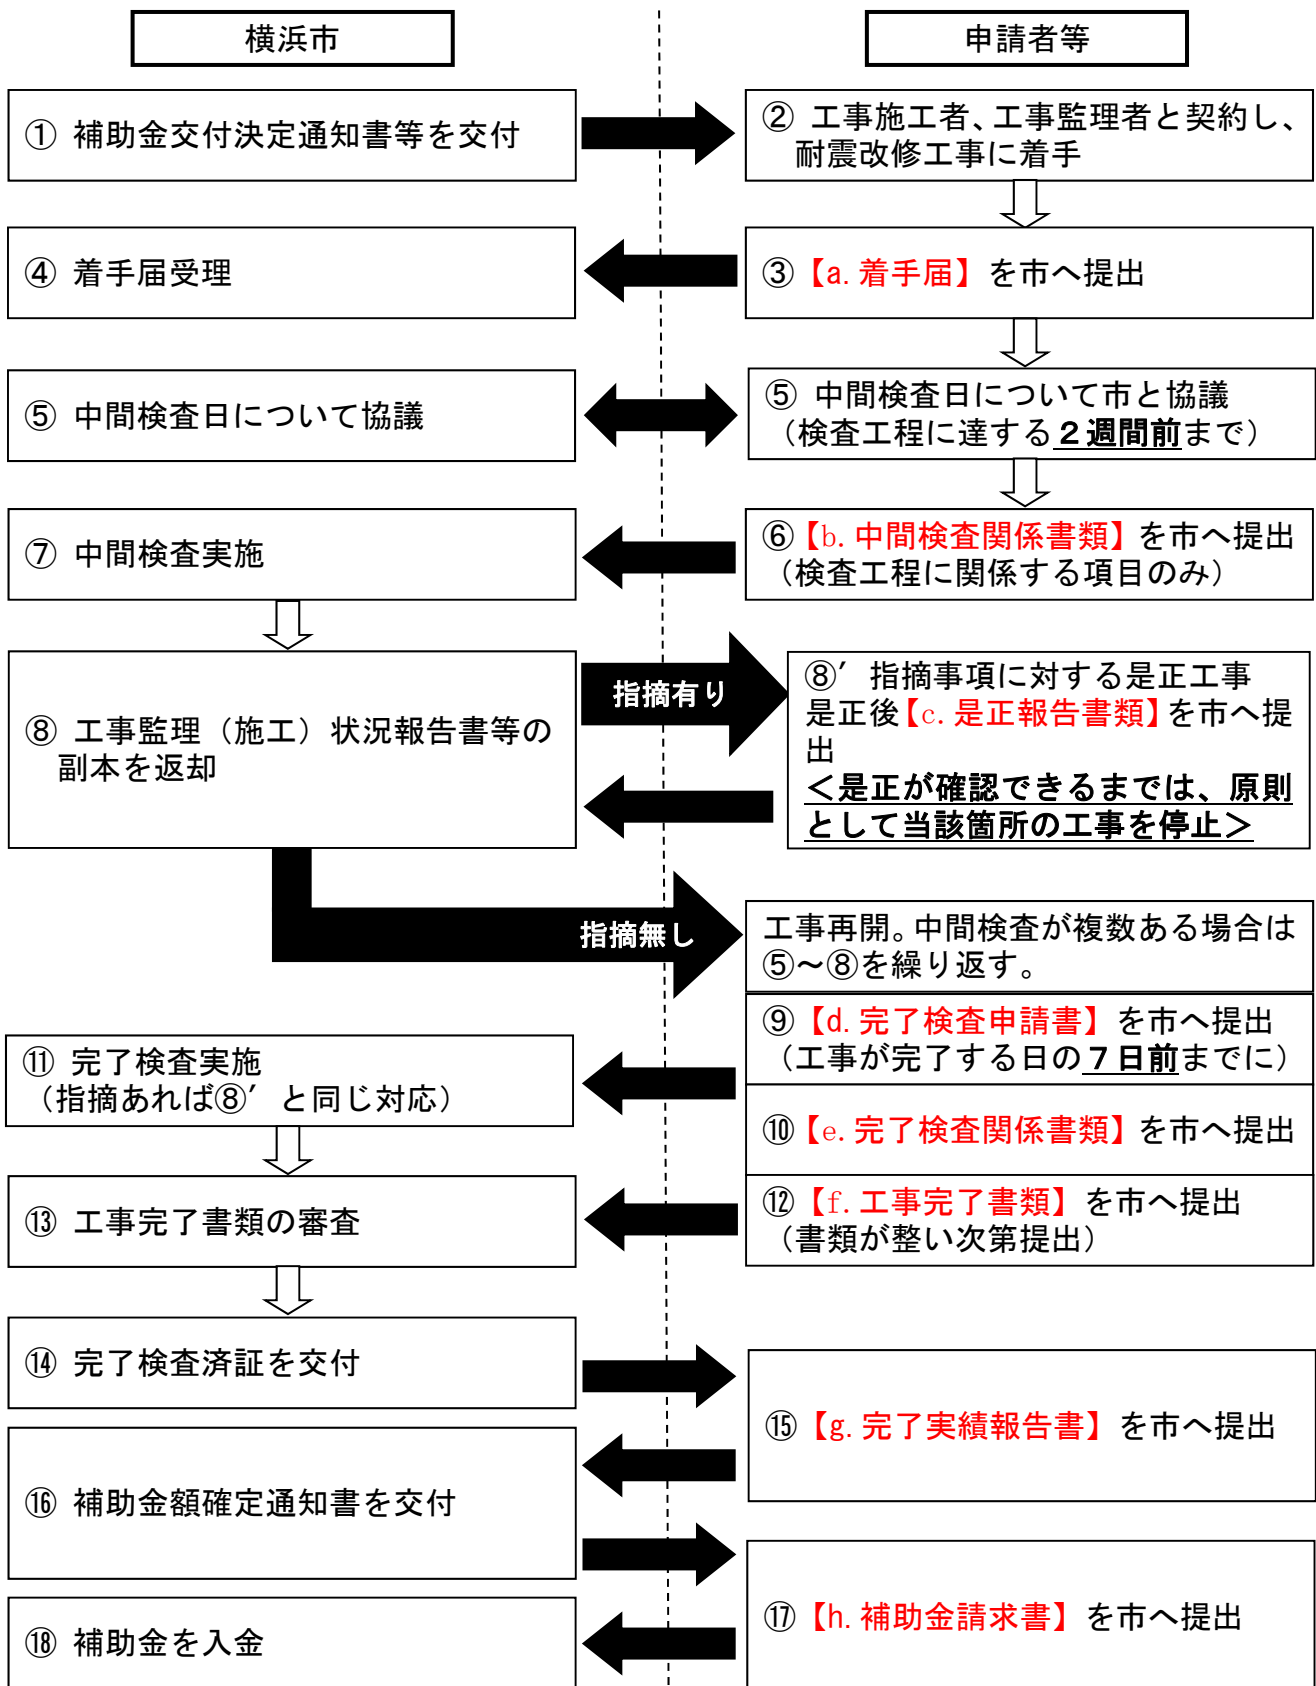 横浜市
申請者等
① 補助金交付決定通知書等を交付
② 工事施工者、工事監理者と契約し、
耐震改修工事に着手
④ 着手届受理
③【a.着手届】を市へ提出
⑤ 中間検査日について協議
⑤ 中間検査日について市と協議
（検査工程に達する２週間前まで）
⑦ 中間検査実施
⑥【b.中間検査関係書類】を市へ提出
（検査工程に関係する項目のみ）
⑧ 工事監理（施工）状況報告書等の
副本を返却
指摘有り
⑧′ 指摘事項に対する是正工事
是正後【c.是正報告書類】を市へ提
出
＜是正が確認できるまでは、原則
として当該箇所の工事を停止＞
指摘無し
工事再開。中間検査が複数ある場合は
⑤～⑧を繰り返す。
⑨【d.完了検査申請書】を市へ提出
（工事が完了する日の７日前までに）
⑪ 完了検査実施
（指摘あれば⑧′と同じ対応）
⑩【e.完了検査関係書類】を市へ提出
⑬ 工事完了書類の審査
⑫【f.工事完了書類】を市へ提出
（書類が整い次第提出）
⑭ 完了検査済証を交付
⑮【g.完了実績報告書】を市へ提出
⑯ 補助金額確定通知書を交付
⑰【h.補助金請求書】を市へ提出
⑱ 補助金を入金